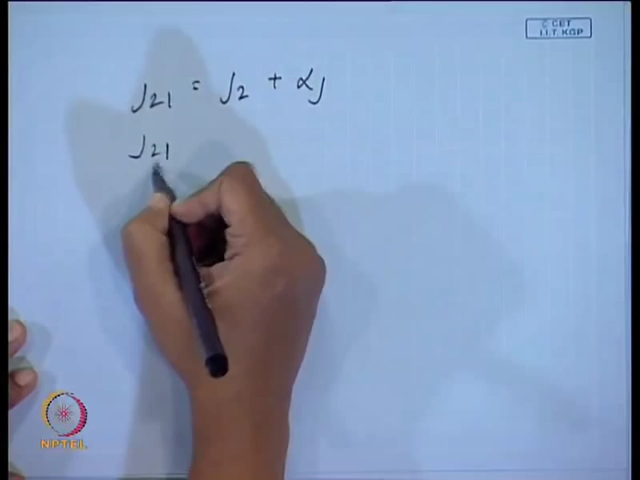 © CET
I.I.T. KGP
J21 = J2 + αJ
J21
NPTEL